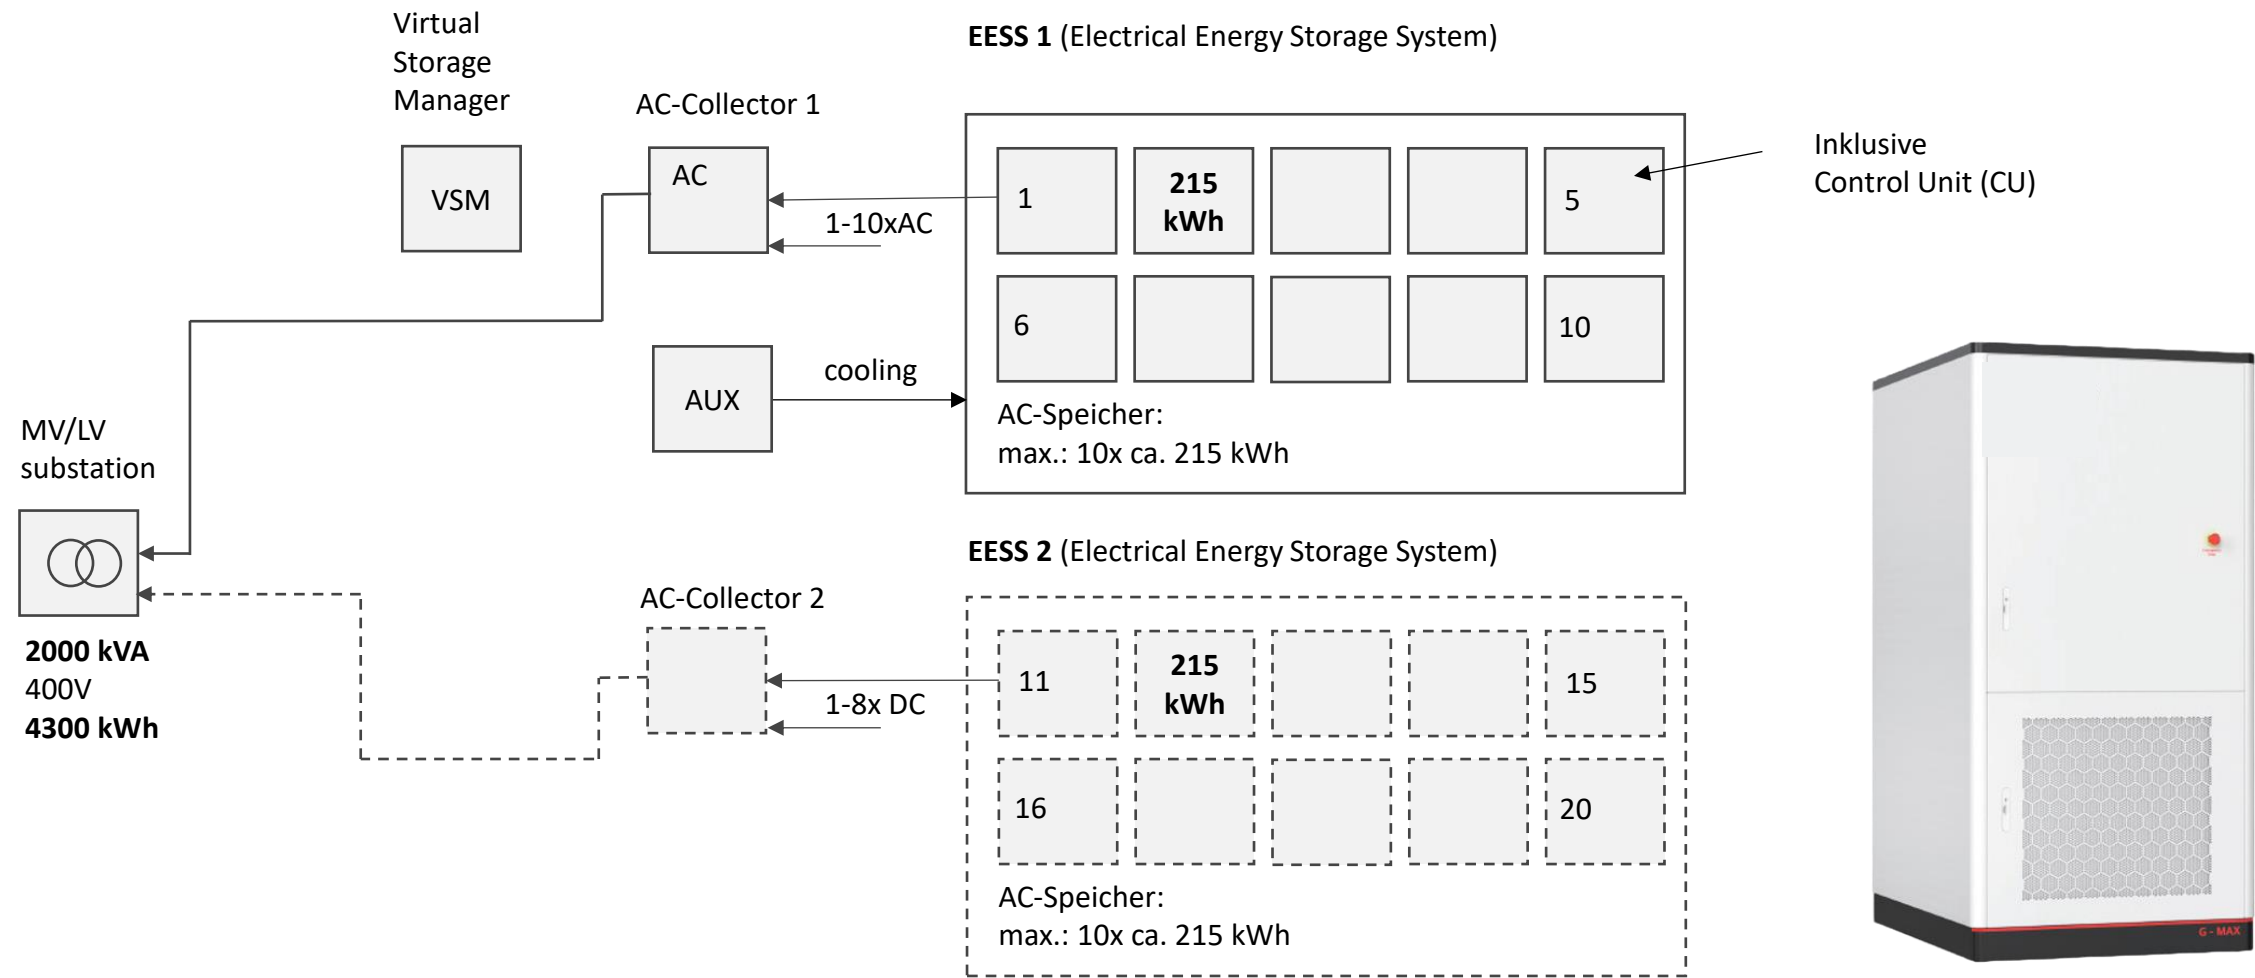 Virtual
Storage
Manager
VSM
AC-Collector 1
AC
1-10xAC
AUX
cooling
EESS 1 (Electrical Energy Storage System)
1
215
kWh
5
6
10
AC-Speicher:
max.: 10x ca. 215 kWh
Inklusive
Control Unit (CU)
MV/LV
substation
2000 kVA
400V
4300 kWh
AC-Collector 2
1-8x DC
EESS 2 (Electrical Energy Storage System)
11
215
kWh
15
16
20
AC-Speicher:
max.: 10x ca. 215 kWh
G - MAX